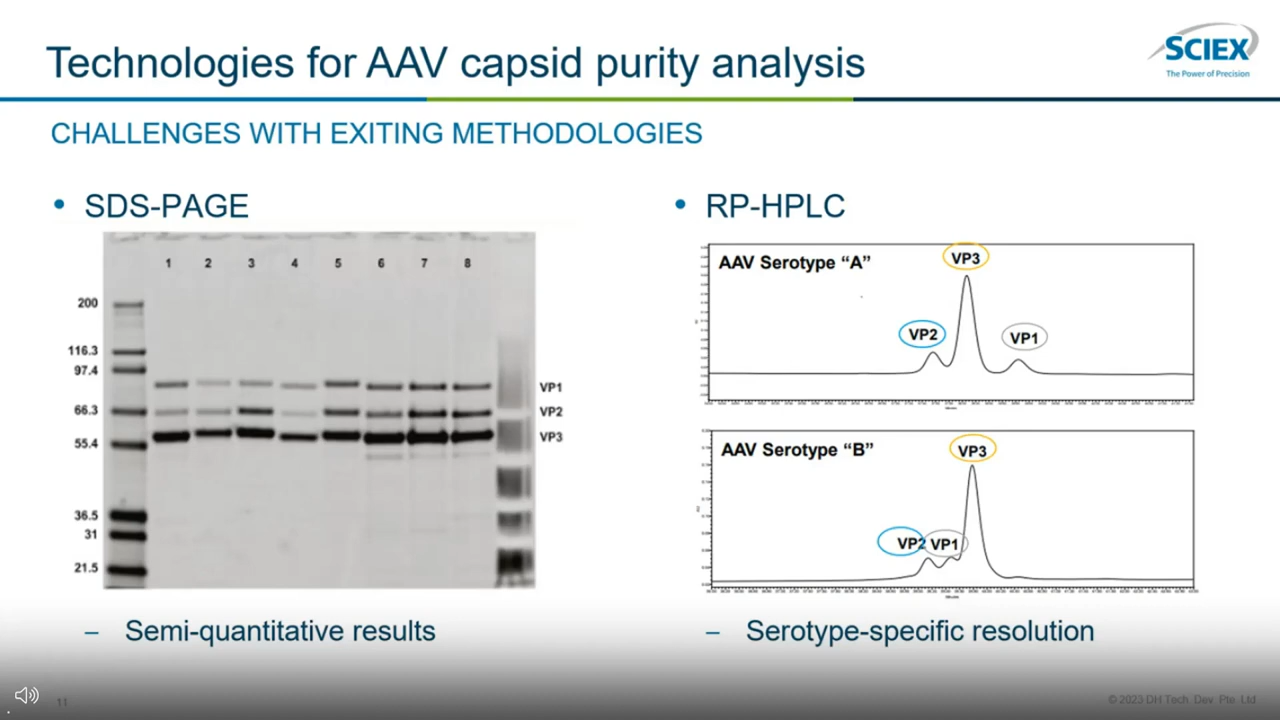 Technologies for AAV capsid purity analysis
SCIEX
The Power of Precision
CHALLENGES WITH EXITING METHODOLOGIES
• SDS-PAGE
1 2 3 4 5 6 7 8
200
116.3
97.4
66.3
55.4
36.5
31
21.5
VP1
VP2
VP3
– Semi-quantitative results
• RP-HPLC
AAV Serotype “A”
VP3
VP2
VP1
AAV Serotype “B”
VP3
VP2 VP1
– Serotype-specific resolution
11
© 2023 DH Tech. Dev. Pte. Ltd.